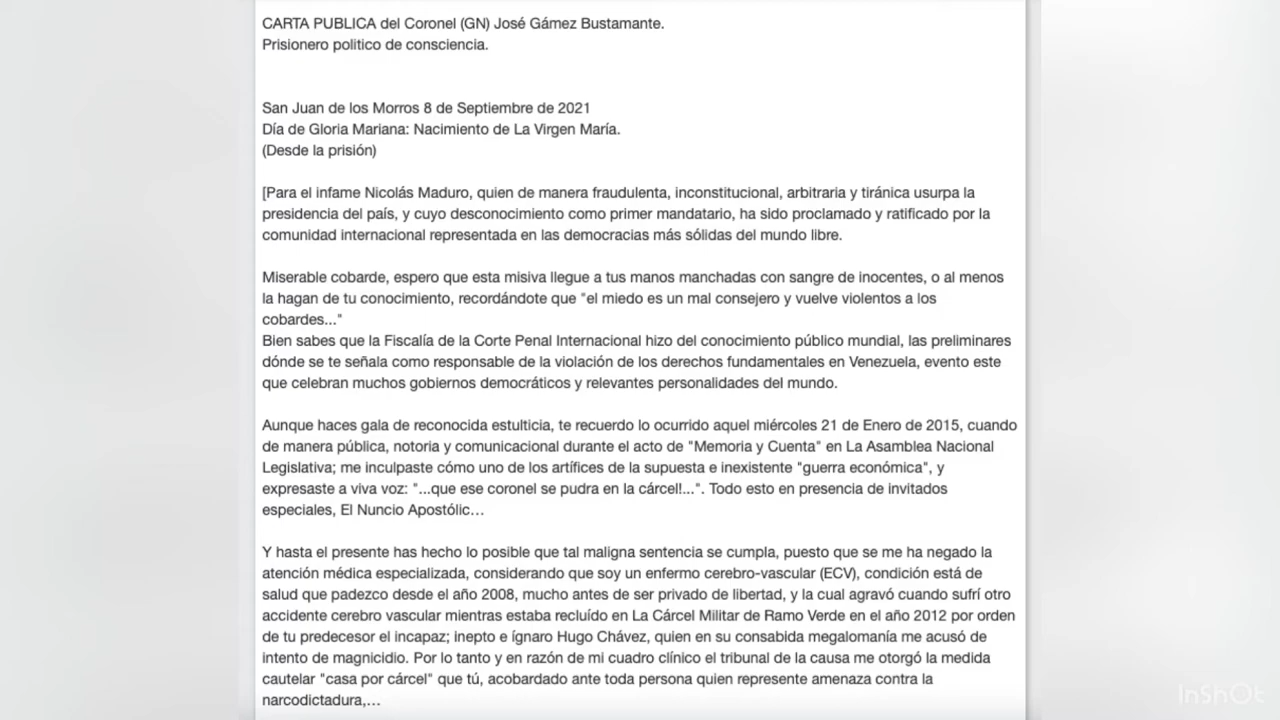 CARTA PUBLICA del Coronel (GN) José Gámez Bustamante.
Prisionero politico de consciencia.
San Juan de los Morros 8 de Septiembre de 2021
Día de Gloria Mariana: Nacimiento de La Virgen María.
(Desde la prisión)
[Para el infame Nicolás Maduro, quien de manera fraudulenta, inconstitucional, arbitraria y tiránica usurpa la
presidencia del país, y cuyo desconocimiento como primer mandatario, ha sido proclamado y ratificado por la
comunidad internacional representada en las democracias más sólidas del mundo libre.
Miserable cobarde, espero que esta misiva llegue a tus manos manchadas con sangre de inocentes, o al menos
la hagan de tu conocimiento, recordándote que "el miedo es un mal consejero y vuelve violentos a los
cobardes..."
Bien sabes que la Fiscalía de la Corte Penal Internacional hizo del conocimiento público mundial, las preliminares
dónde se te señala como responsable de la violación de los derechos fundamentales en Venezuela, evento este
que celebran muchos gobiernos democráticos y relevantes personalidades del mundo.
Aunque haces gala de reconocida estulticia, te recuerdo lo ocurrido aquel miércoles 21 de Enero de 2015, cuando
de manera pública, notoria y comunicacional durante el acto de "Memoria y Cuenta" en La Asamblea Nacional
Legislativa; me inculpaste cómo uno de los artífices de la supuesta e inexistente "guerra económica", y
expresaste a viva voz: "...que ese coronel se pudra en la cárcel!...". Todo esto en presencia de invitados
especiales, El Nuncio Apostólic…
Y hasta el presente has hecho lo posible que tal maligna sentencia se cumpla, puesto que se me ha negado la
atención médica especializada, considerando que soy un enfermo cerebro-vascular (ECV), condición está de
salud que padezco desde el año 2008, mucho antes de ser privado de libertad, y la cual agravó cuando sufrí otro
accidente cerebro vascular mientras estaba recluído en La Cárcel Militar de Ramo Verde en el año 2012 por orden
de tu predecesor el incapaz; inepto e ígnaro Hugo Chávez, quien en su consabida megalomanía me acusó de
intento de magnicidio. Por lo tanto y en razón de mi cuadro clínico el tribunal de la causa me otorgó la medida
cautelar "casa por cárcel" que tú, acobardado ante toda persona quien represente amenaza contra la
narcodictadura,…
InShOt